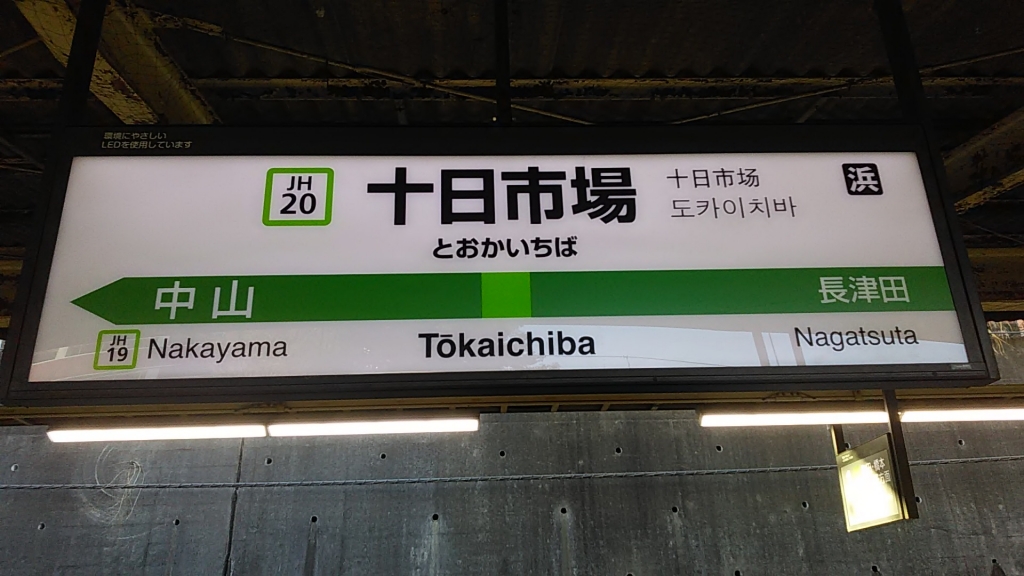 環境にやさしい
LEDを使用しています
JH
20
十日市場
とおかいちば
十日市场
도카이치바
浜
中山
長津田
JH
19
Nakayama
Tōkaichiba
Nagatsuta